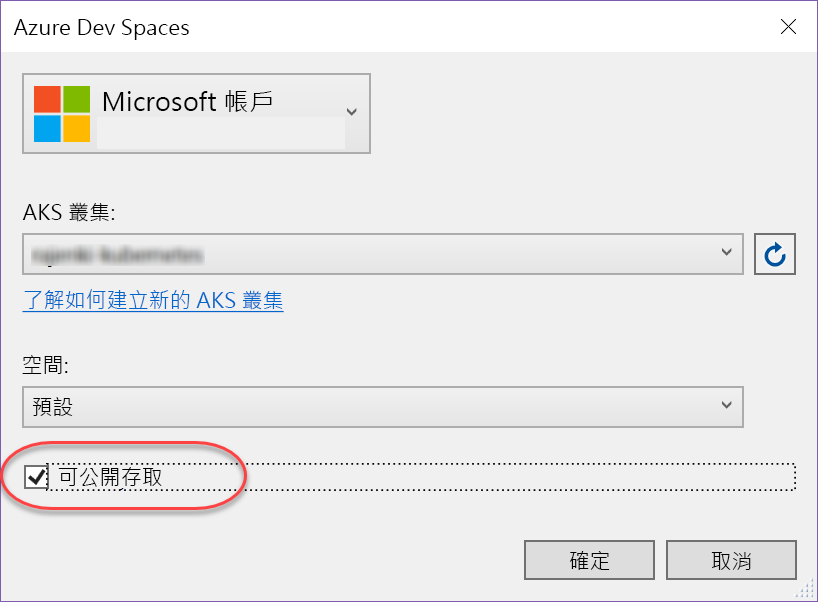 Azure Dev Spaces
Microsoft 帳戶
AKS 叢集:
了解如何建立新的 AKS 叢集
空間:
預設
可公開存取
確定
取消